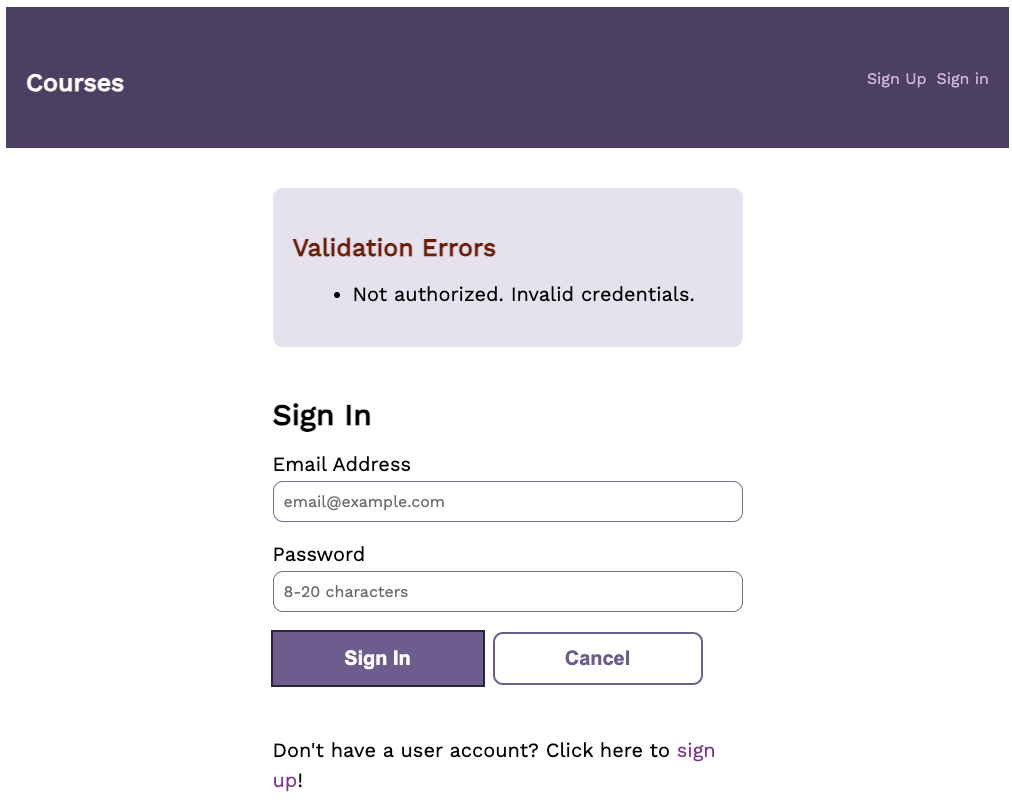 Courses
Sign Up Sign in
Validation Errors
• Not authorized. Invalid credentials.
Sign In
Email Address
email@example.com
Password
8-20 characters
Sign In
Cancel
Don't have a user account? Click here to sign
up!